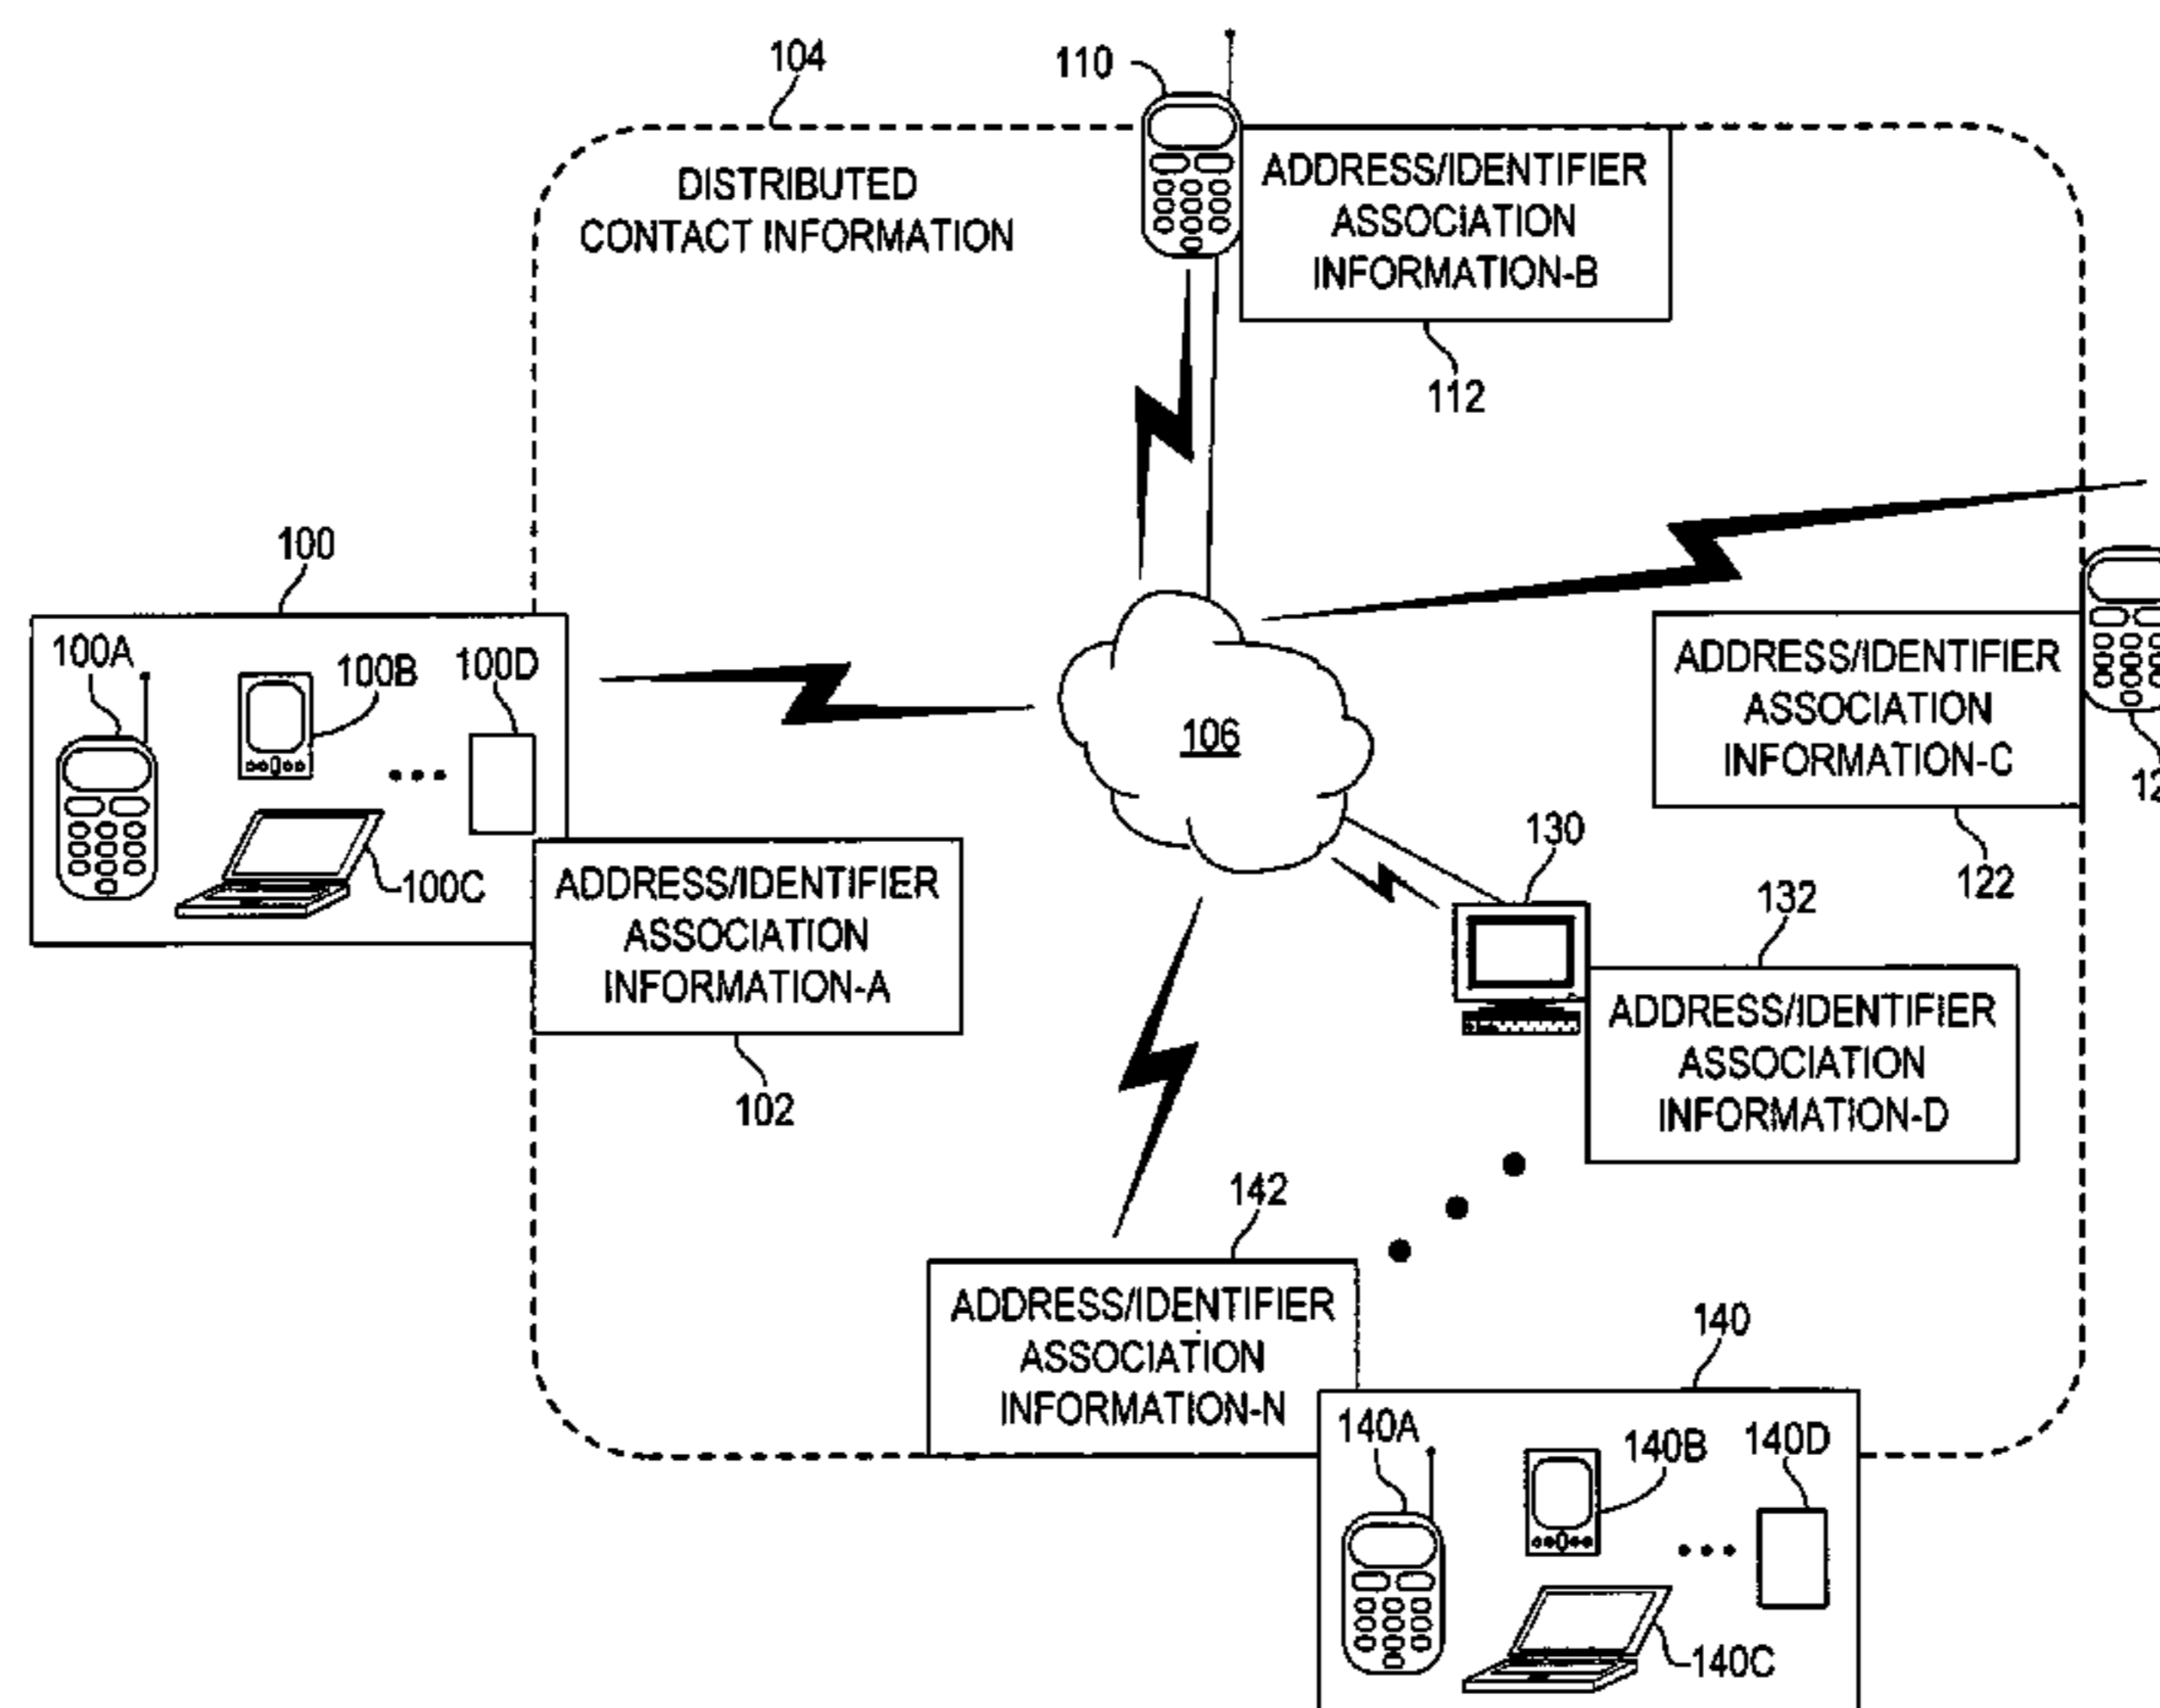 104
110
DISTRIBUTED
CONTACT INFORMATION
ADDRESS/IDENTIFIER
ASSOCIATION
INFORMATION-B
112
100
100A
100B
100D
100C
106
ADDRESS/IDENTIFIER
ASSOCIATION
INFORMATION-C
122
ADDRESS/IDENTIFIER
ASSOCIATION
INFORMATION-A
102
130
132
ADDRESS/IDENTIFIER
ASSOCIATION
INFORMATION-D
142
ADDRESS/IDENTIFIER
ASSOCIATION
INFORMATION-N
140
140A
140B
140D
140C